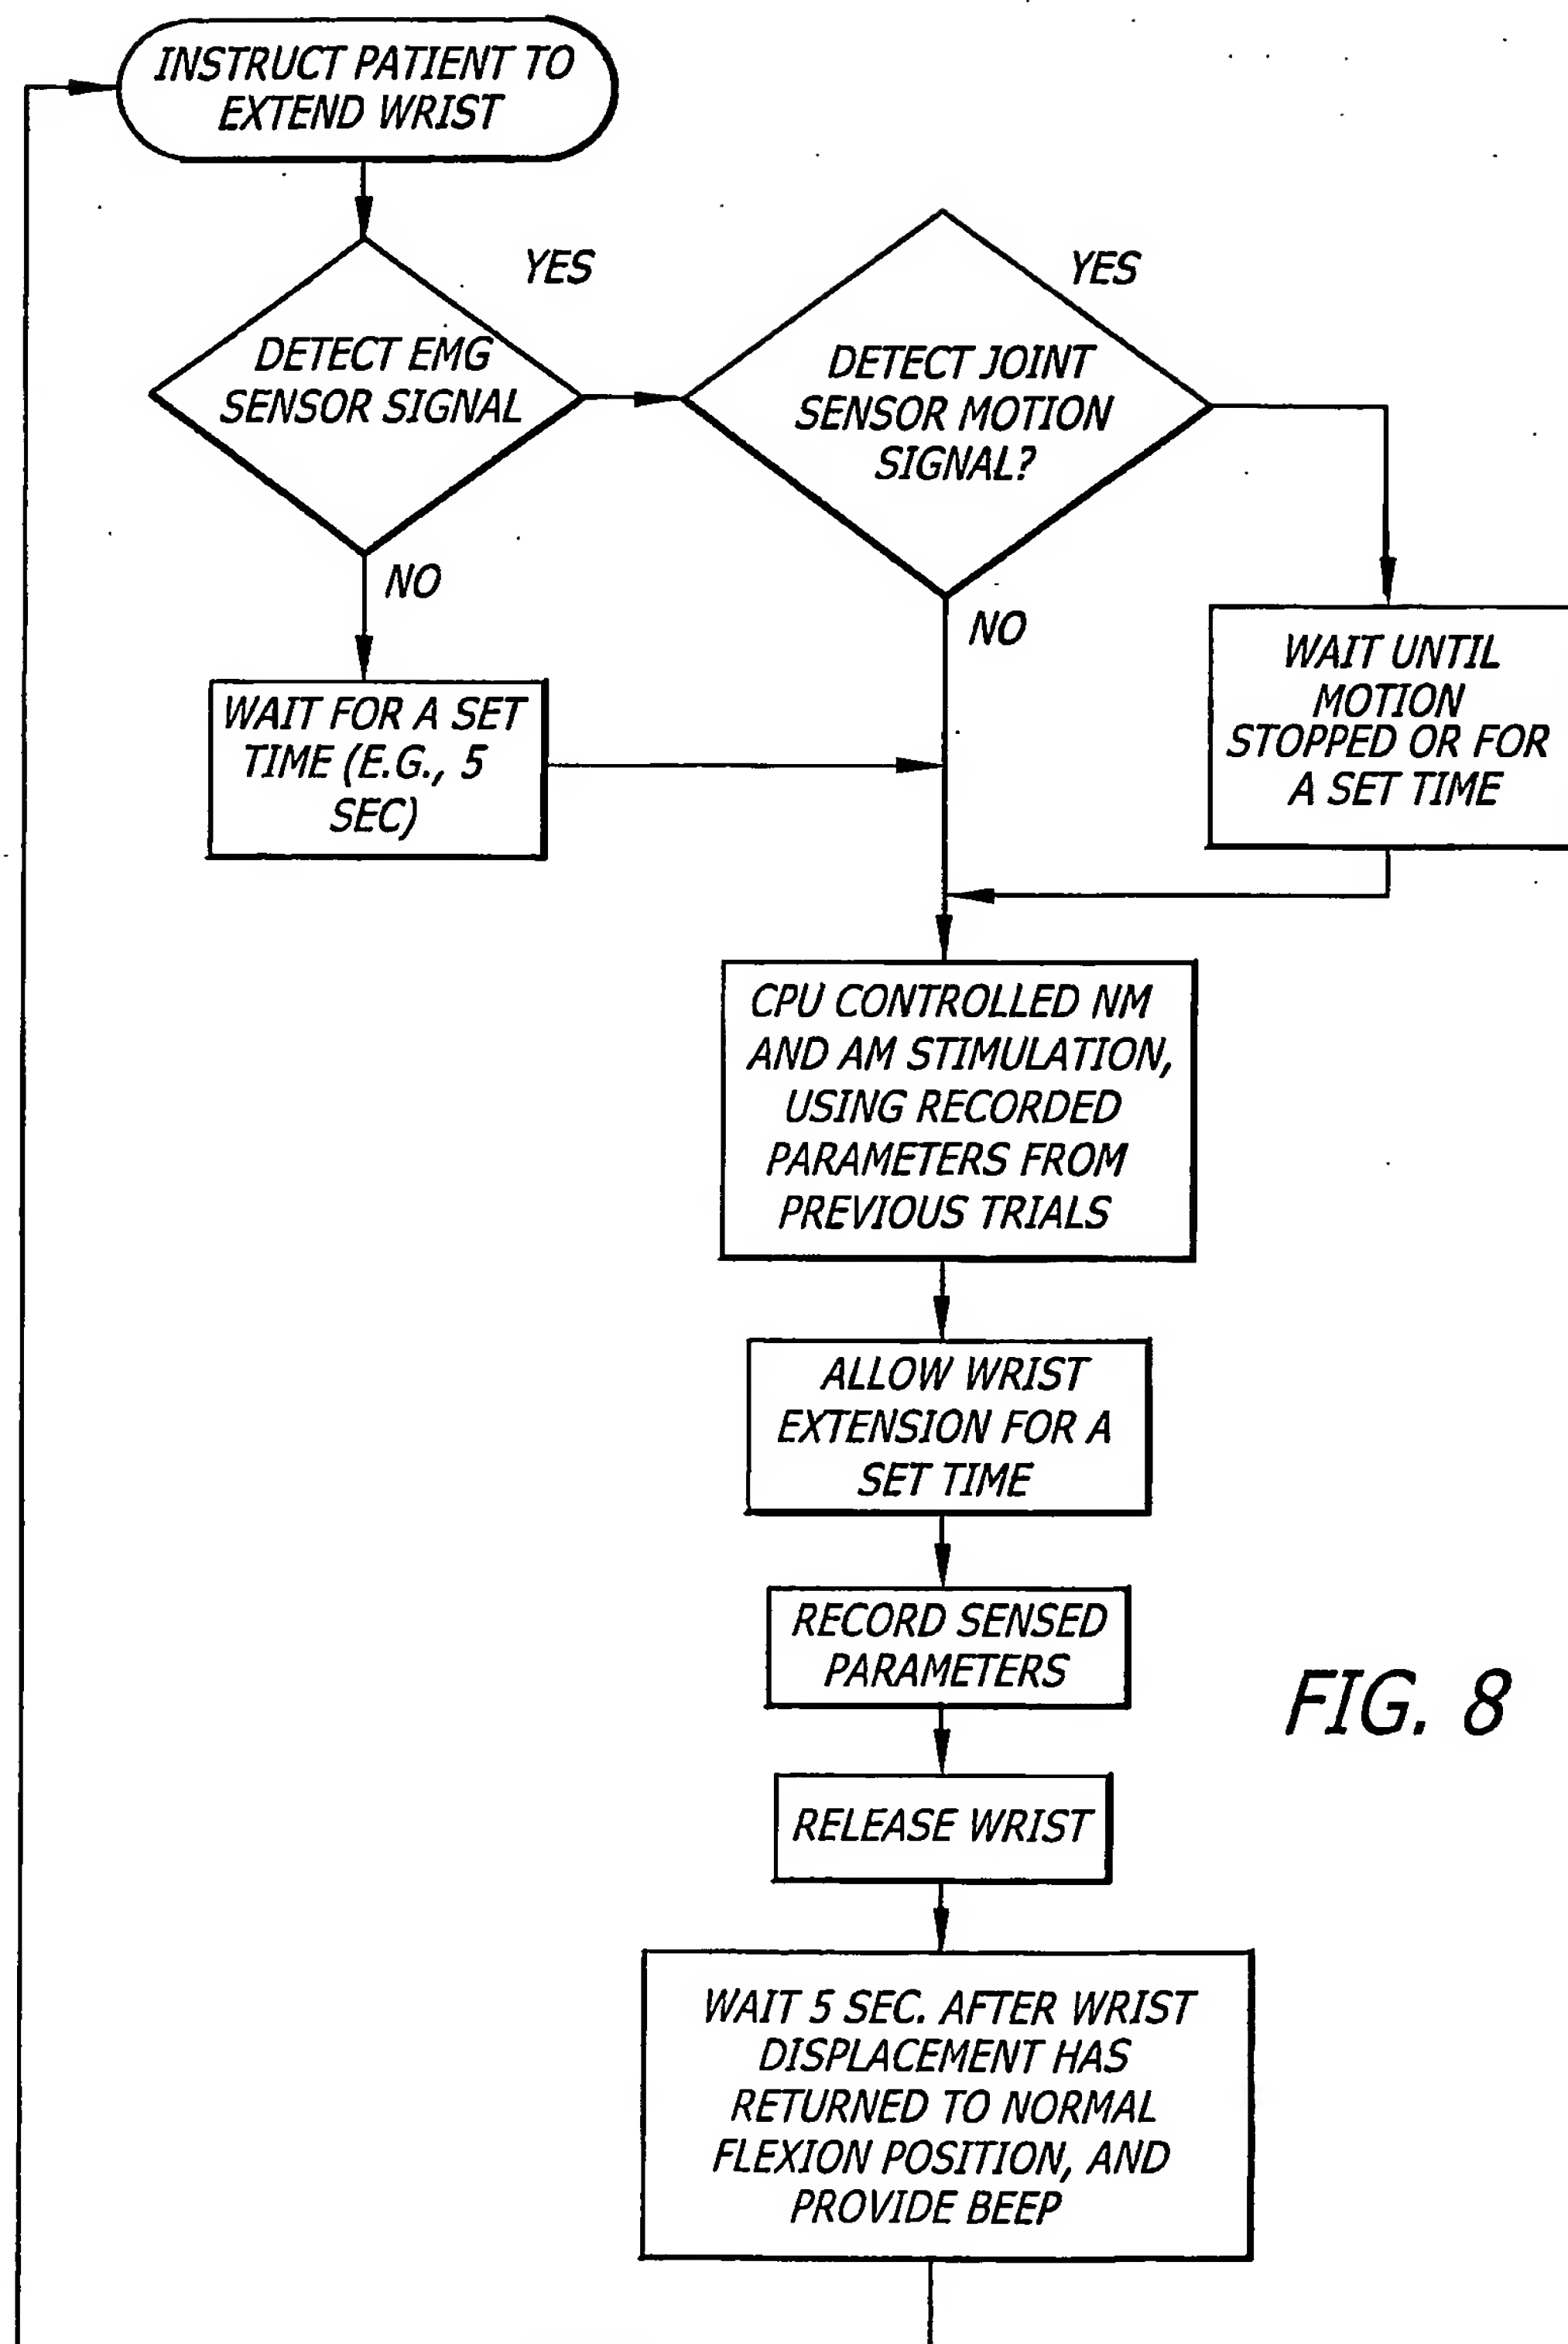 INSTRUCT PATIENT TO
EXTEND WRIST
YES
DETECT EMG
SENSOR SIGNAL
NO
YES
DETECT JOINT
SENSOR MOTION
SIGNAL?
NO
WAIT FOR A SET
TIME (E.G., 5
SEC)
WAIT UNTIL
MOTION
STOPPED OR FOR
A SET TIME
CPU CONTROLLED NM
AND AM STIMULATION,
USING RECORDED
PARAMETERS FROM
PREVIOUS TRIALS
ALLOW WRIST
EXTENSION FOR A
SET TIME
RECORD SENSED
PARAMETERS
RELEASE WRIST
WAIT 5 SEC. AFTER WRIST
DISPLACEMENT HAS
RETURNED TO NORMAL
FLEXION POSITION, AND
PROVIDE BEEP
FIG. 8